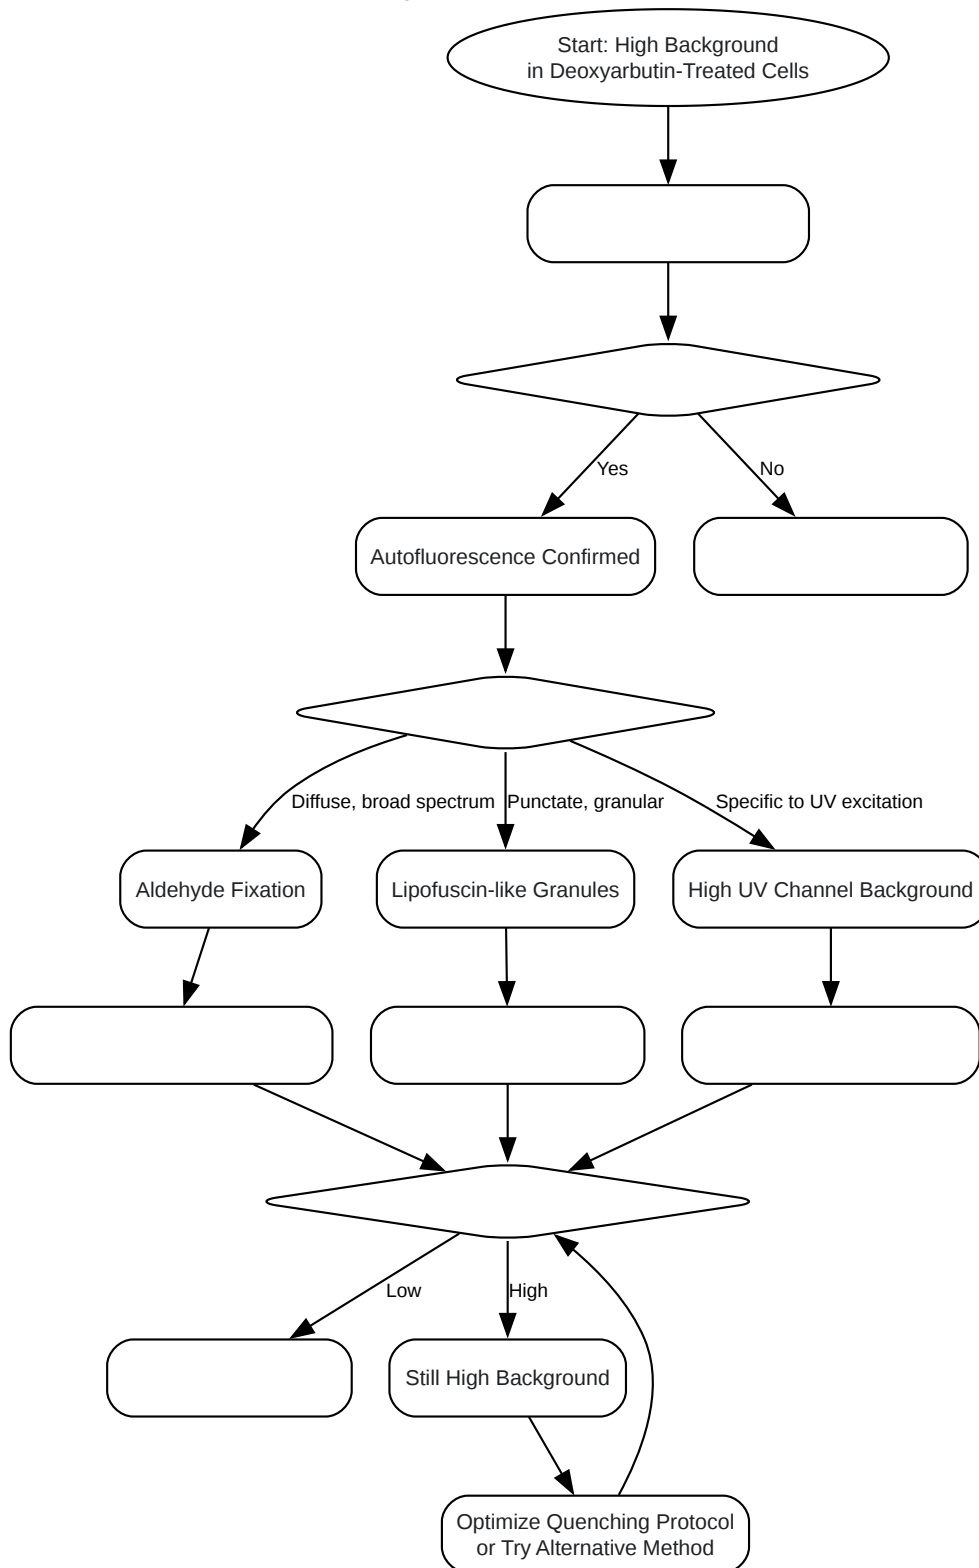 Start: High Background
in Deoxyarbutin-Treated Cells
Yes
No
Autofluorescence Confirmed
Diffuse, broad spectrum
Punctate, granular
Specific to UV excitation
Aldehyde Fixation
Lipofuscin-like Granules
High UV Channel Background
Low
High
Still High Background
Optimize Quenching Protocol
or Try Alternative Method